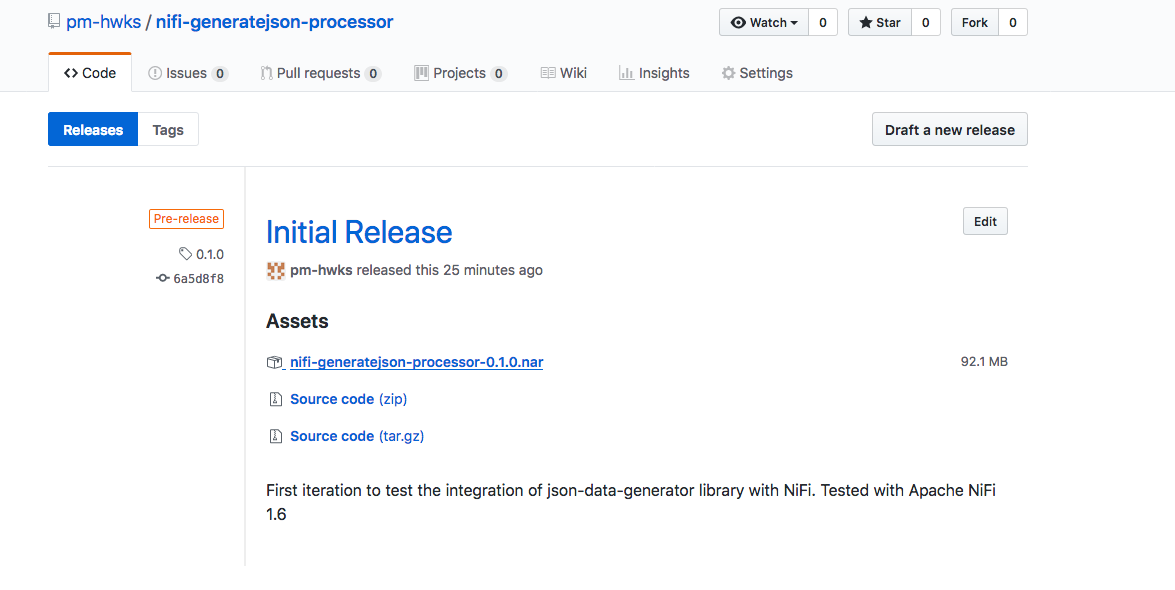 pm-hwks / nifi-generatejson-processor
Watch 0 Star 0 Fork 0
Code Issues 0 Pull requests 0 Projects 0 Wiki Insights Settings
Releases Tags Draft a new release
Pre-release
0.1.0
6a5d8f8
Initial Release Edit
pm-hwks released this 25 minutes ago
Assets
nifi-generatejson-processor-0.1.0.nar 92.1 MB
Source code (zip)
Source code (tar.gz)
First iteration to test the integration of json-data-generator library with NiFi. Tested with Apache NiFi
1.6